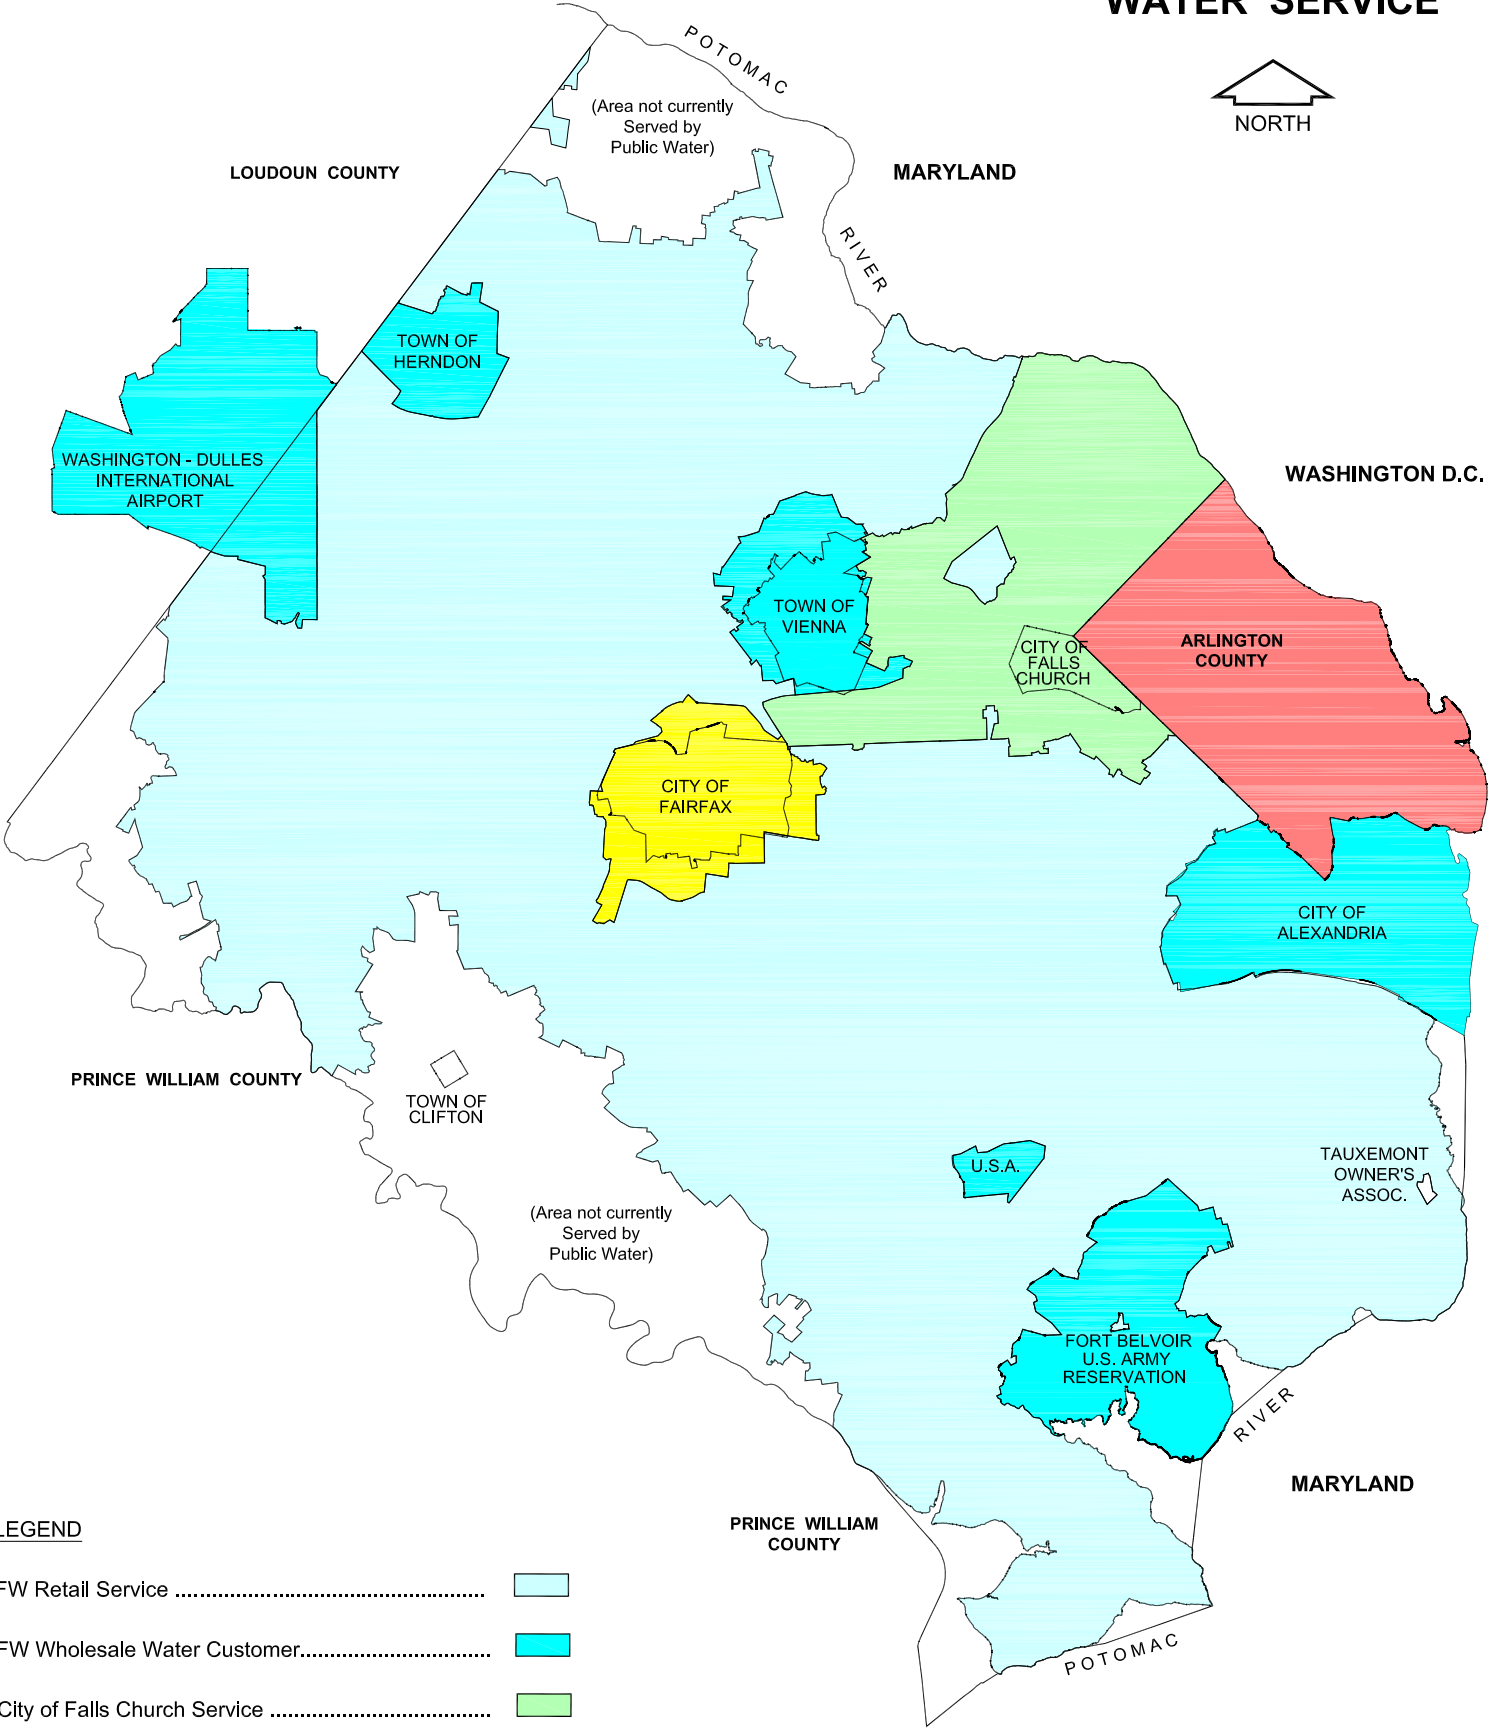 WATER SERVICE
POTOMAC
NORTH
(Area not currently
Served by
Public Water)
LOUDOUN COUNTY
MARYLAND
RIVER
TOWN OF
HERNDON
WASHINGTON - DULLES
INTERNATIONAL
AIRPORT
WASHINGTON D.C.
TOWN OF
VIENNA
CITY OF
FALLS
CHURCH
ARLINGTON
COUNTY
CITY OF
FAIRFAX
CITY OF
ALEXANDRIA
PRINCE WILLIAM COUNTY
TOWN OF
CLIFTON
U.S.A.
TAUXEMONT
OWNER'S
ASSOC.
(Area not currently
Served by
Public Water)
FORT BELVOIR
U.S. ARMY
RESERVATION
RIVER
MARYLAND
PRINCE WILLIAM
COUNTY
POTOMAC
LEGEND
FW Retail Service ................................................
FW Wholesale Water Customer..............................
City of Falls Church Service ..................................